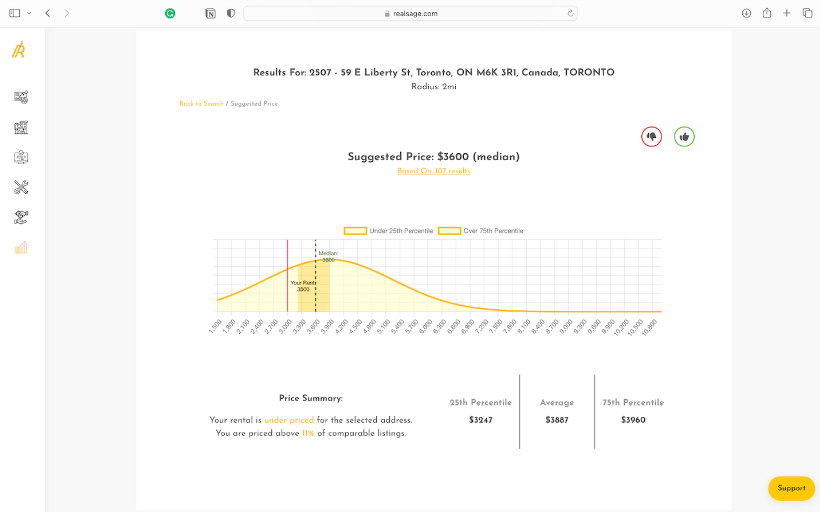 realsage.com
Results For: 2507 - 59 E Liberty St, Toronto, ON M6K 3R1, Canada, TORONTO
Radius: 2mi
Back to Search / Suggested Price
Suggested Price: $3600 (median)
Based On 107 results
Under 25th Percentile Over 75th Percentile
Median:
3600
Your Rent:
3000
1,500 1,800 2,100 2,400 2,700 3,000 3,300 3,600 3,900 4,200 4,500 4,800 5,100 5,400 5,700 6,000 6,300 6,600 6,900 7,200 7,500 7,800 8,100 8,400 8,700 9,000 9,300 9,600 9,900 10,200 10,500 10,800
Price Summary:
Your rental is under priced for the selected address.
You are priced above 11% of comparable listings.
25th Percentile Average 75th Percentile
$3247 $3887 $3960
Support